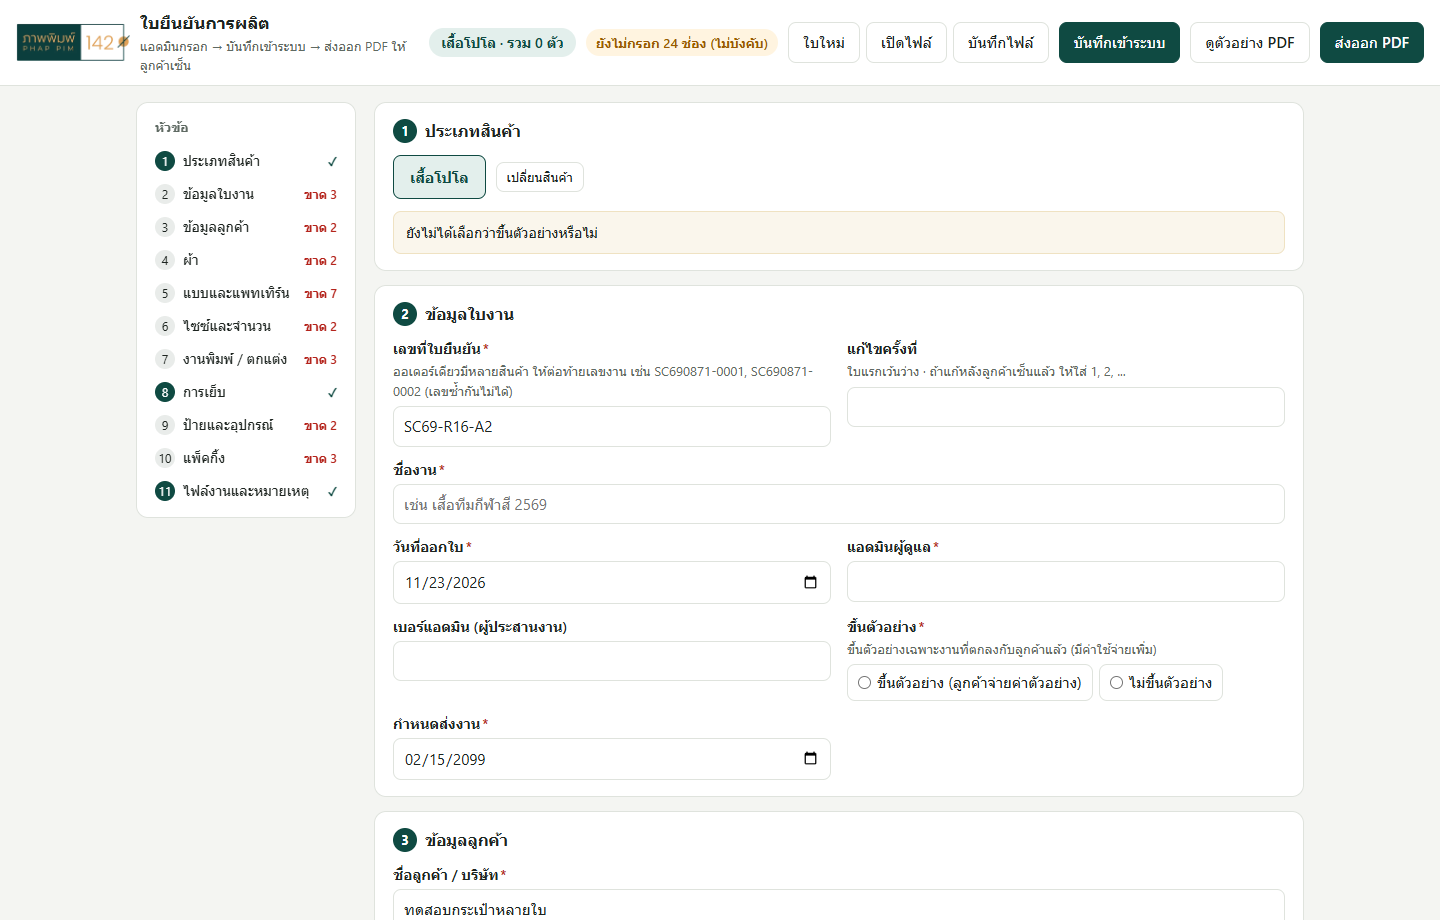 ภาพพิมพ์
PHAP PIM
142
ใบยืนยันการผลิต
แอดมินกรอก → บันทึกเข้าระบบ → ส่งออก PDF ให้
ลูกค้าเซ็น
เสื้อโปโล · รวม 0 ตัว
ยังไม่กรอก 24 ช่อง (ไม่บังคับ)
ใบใหม่
เปิดไฟล์
บันทึกไฟล์
บันทึกเข้าระบบ
ดูตัวอย่าง PDF
ส่งออก PDF
หัวข้อ
1 ประเภทสินค้า ✓
2 ข้อมูลใบงาน ขาด 3
3 ข้อมูลลูกค้า ขาด 2
4 ผ้า ขาด 2
5 แบบและแพทเทิร์น ขาด 7
6 ไซซ์และจำนวน ขาด 2
7 งานพิมพ์ / ตกแต่ง ขาด 3
8 การเย็บ ✓
9 ป้ายและอุปกรณ์ ขาด 2
10 แพ็คกิ้ง ขาด 3
11 ไฟล์งานและหมายเหตุ ✓
1 ประเภทสินค้า
เสื้อโปโล
เปลี่ยนสินค้า
ยังไม่ได้เลือกว่าขึ้นตัวอย่างหรือไม่
2 ข้อมูลใบงาน
เลขที่ใบยืนยัน *
ออเดอร์เดียวมีหลายสินค้า ให้ต่อท้ายเลขงาน เช่น SC690871-0001, SC690871-
0002 (เลขซ้ำกันไม่ได้)
SC69-R16-A2
แก้ไขครั้งที่
ใบแรกเว้นว่าง · ถ้าแก้หลังลูกค้าเซ็นแล้ว ให้ใส่ 1, 2, ...
ชื่องาน *
เช่น เสื้อทีมกีฬาสี 2569
วันที่ออกใบ *
11/23/2026
แอดมินผู้ดูแล *
เบอร์แอดมิน (ผู้ประสานงาน)
ขึ้นตัวอย่าง *
ขึ้นตัวอย่างเฉพาะงานที่ตกลงกับลูกค้าแล้ว (มีค่าใช้จ่ายเพิ่ม)
ขึ้นตัวอย่าง (ลูกค้าจ่ายค่าตัวอย่าง)
ไม่ขึ้นตัวอย่าง
กำหนดส่งงาน *
02/15/2099
3 ข้อมูลลูกค้า
ชื่อลูกค้า / บริษัท *
ทดสอบกระเป๋าหลายใบ